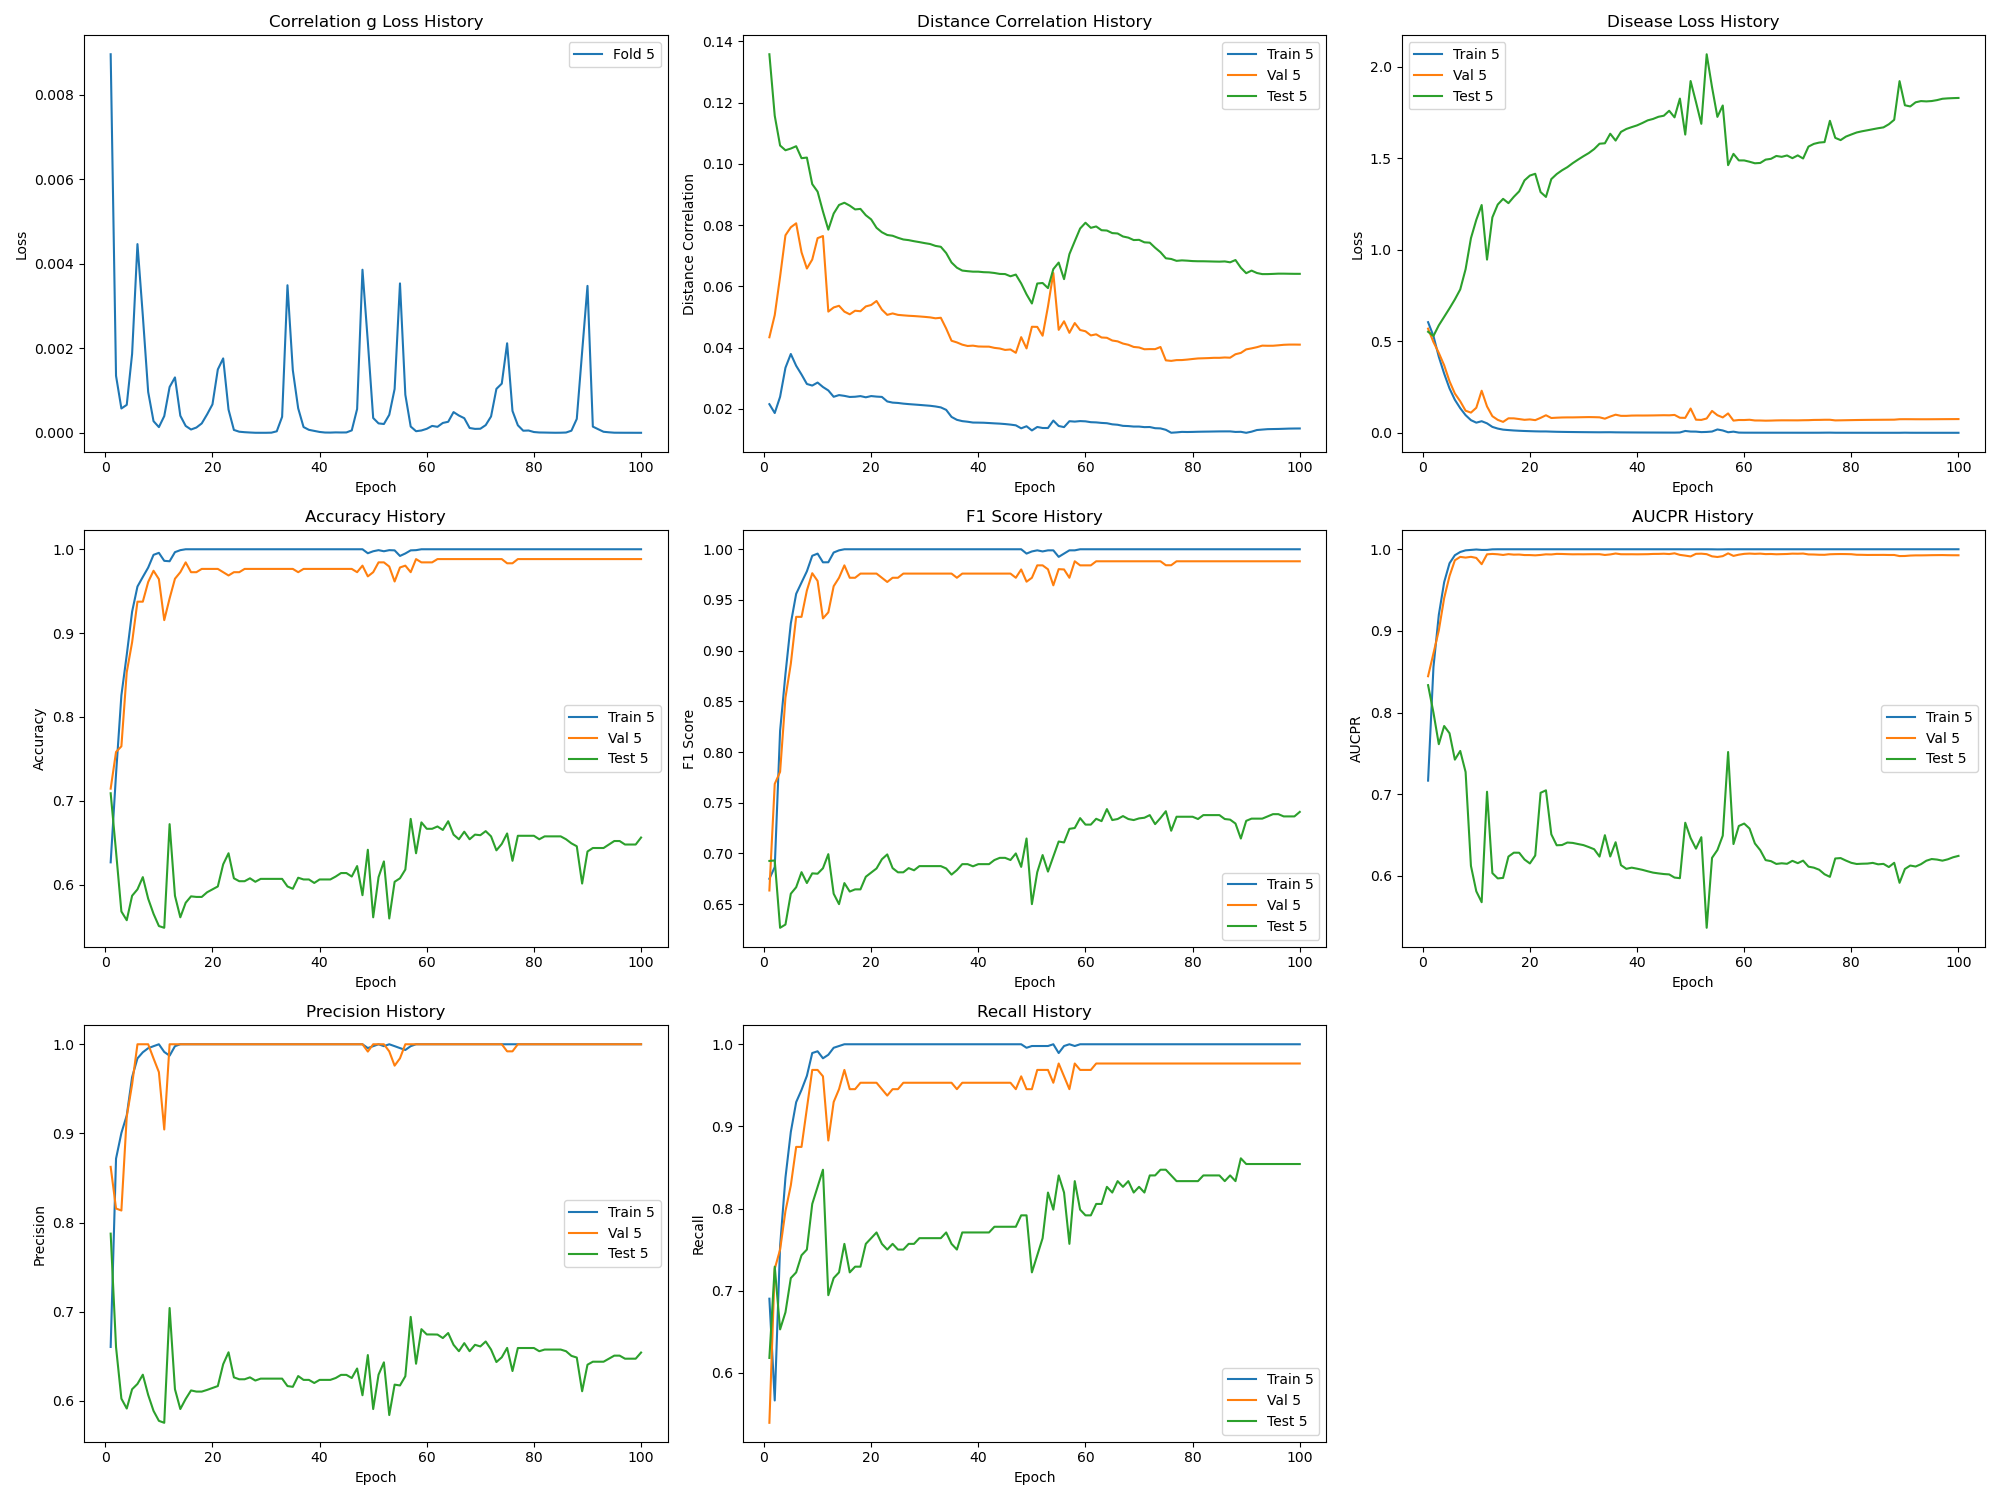 Correlation g Loss History
Loss
0.008
0.006
0.004
0.002
0.000
Fold 5
0 20 40 60 80 100
Epoch
Distance Correlation History
Distance Correlation
0.14
0.12
0.10
0.08
0.06
0.04
0.02
Train 5
Val 5
Test 5
0 20 40 60 80 100
Epoch
Disease Loss History
Loss
2.0
1.5
1.0
0.5
0.0
Train 5
Val 5
Test 5
0 20 40 60 80 100
Epoch
Accuracy History
Accuracy
1.0
0.9
0.8
0.7
0.6
Train 5
Val 5
Test 5
0 20 40 60 80 100
Epoch
F1 Score History
F1 Score
1.00
0.95
0.90
0.85
0.80
0.75
0.70
0.65
Train 5
Val 5
Test 5
0 20 40 60 80 100
Epoch
AUCPR History
AUCPR
1.0
0.9
0.8
0.7
0.6
Train 5
Val 5
Test 5
0 20 40 60 80 100
Epoch
Precision History
Precision
1.0
0.9
0.8
0.7
0.6
Train 5
Val 5
Test 5
0 20 40 60 80 100
Epoch
Recall History
Recall
1.0
0.9
0.8
0.7
0.6
Train 5
Val 5
Test 5
0 20 40 60 80 100
Epoch